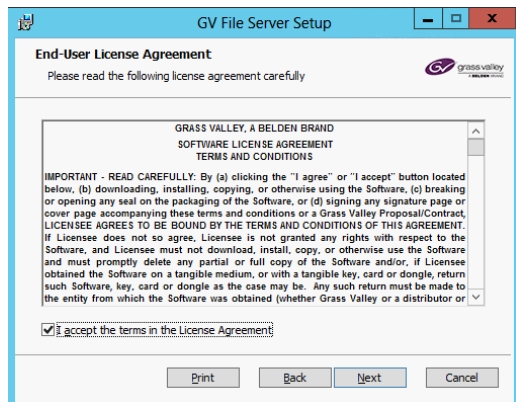 GV File Server Setup
End-User License Agreement
Please read the following license agreement carefully
grass valley
A BELDEN BRAND
GRASS VALLEY, A BELDEN BRAND
SOFTWARE LICENSE AGREEMENT
TERMS AND CONDITIONS
IMPORTANT - READ CAREFULLY: By (a) clicking the "I agree" or "I accept" button located
below, (b) downloading, installing, copying, or otherwise using the Software, (c) breaking
or opening any seal on the packaging of the Software, or (d) signing any signature page or
cover page accompanying these terms and conditions or a Grass Valley Proposal/Contract,
LICENSEE AGREES TO BE BOUND BY THE TERMS AND CONDITIONS OF THIS AGREEMENT.
If Licensee does not so agree, Licensee is not granted any rights with respect to the
Software, and Licensee must not download, install, copy, or otherwise use the Software
and must promptly delete any partial or full copy of the Software and/or, if Licensee
obtained the Software on a tangible medium, or with a tangible key, card or dongle, return
such Software, key, card or dongle as the case may be. Any such return must be made to
the entity from which the Software was obtained (whether Grass Valley or a distributor or
I accept the terms in the License Agreement
Print Back Next Cancel